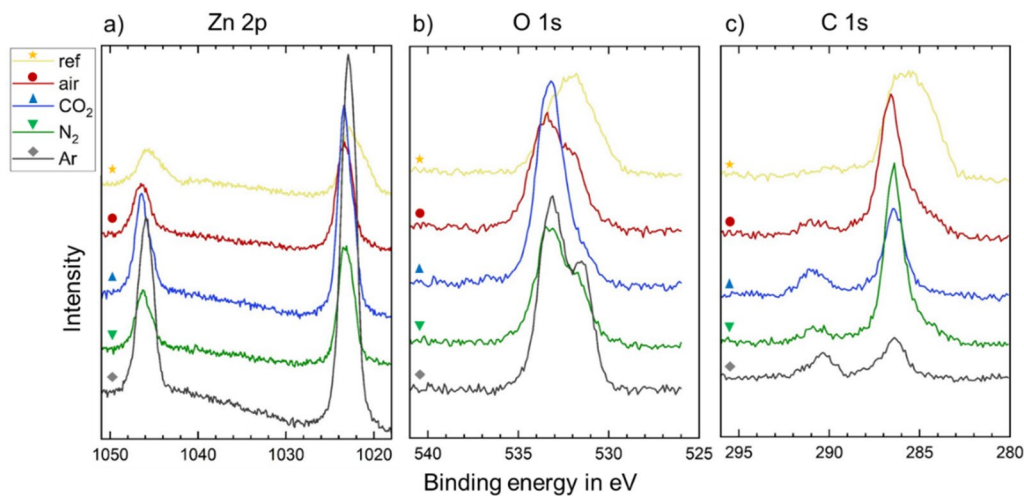 a) Zn 2p b) O 1s c) C 1s
ref
air
CO₂
N₂
Ar
Intensity
1050 1040 1030 1020 540 535 530 525 295 290 285 280
Binding energy in eV